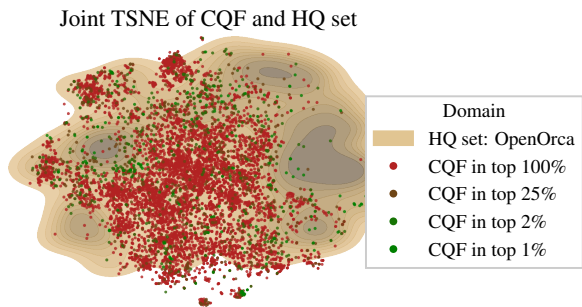 Joint TSNE of CQF and HQ set
Domain
HQ set: OpenOrca
CQF in top 100%
CQF in top 25%
CQF in top 2%
CQF in top 1%